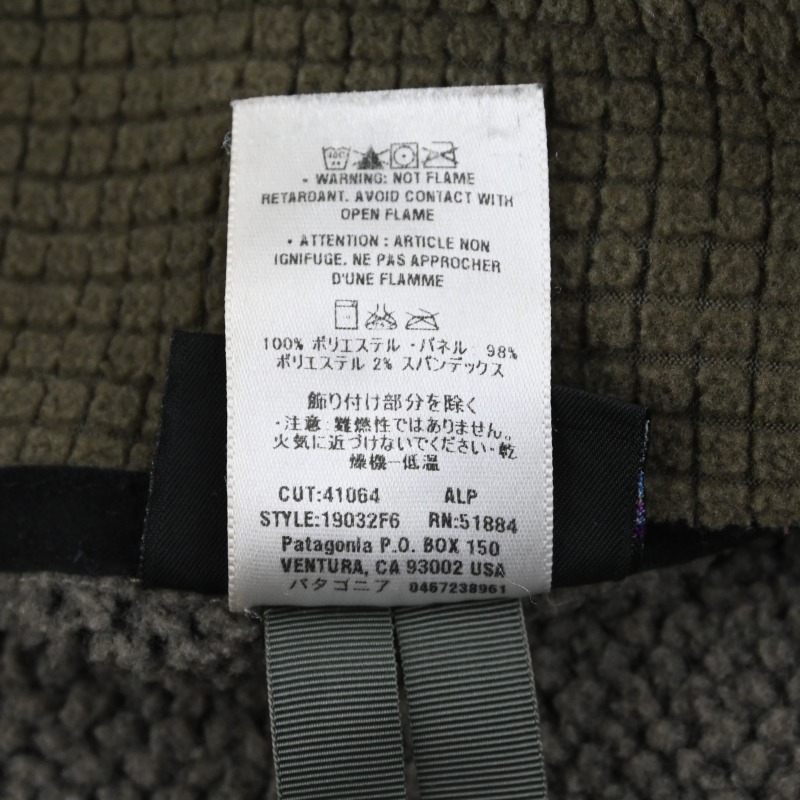 • WARNING: NOT FLAME
RETARDANT. AVOID CONTACT WITH
OPEN FLAME
• ATTENTION : ARTICLE NON
IGNIFUGE. NE PAS APPROCHER
D'UNE FLAMME
100% ポリエステル ・パネル : 98%
ポリエステル 2% スパンデックス
飾り付け部分を除く
・注意 : 難燃性ではありません。
火気に近づけないでください・乾
燥機ー低温
CUT:41064 ALP
STYLE:19032F6 RN:51884
Patagonia P.O. BOX 150
VENTURA, CA 93002 USA
パタゴニア 0467238961